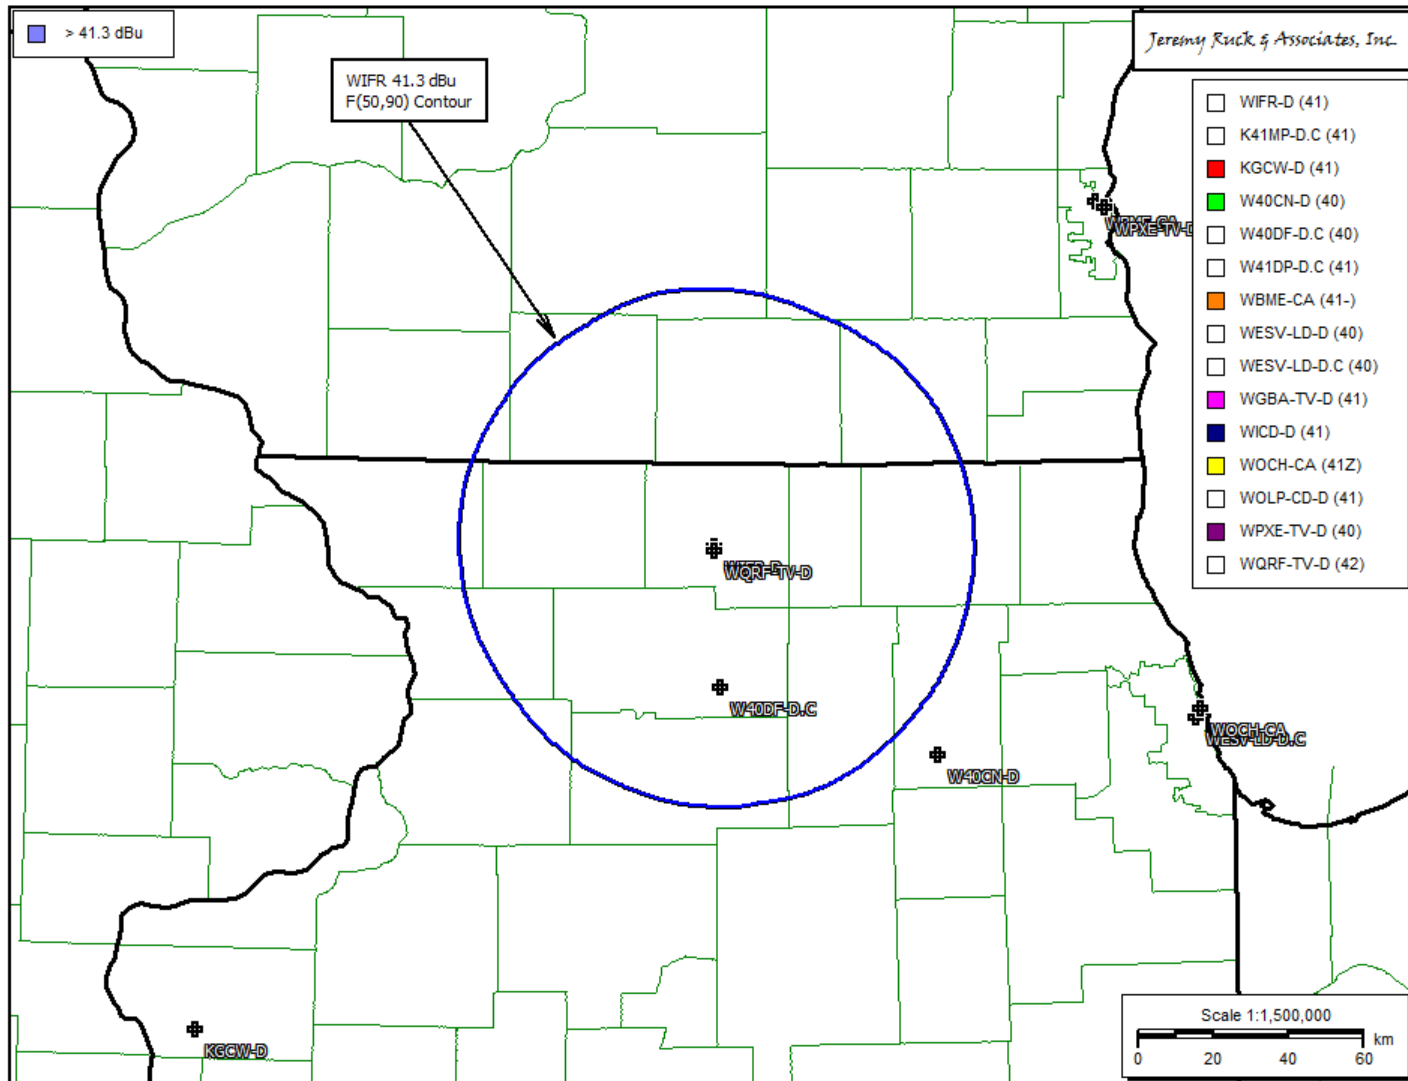 > 41.3 dBu
Jeremy Ruck & Associates, Inc.
WIFR 41.3 dBu
F(50,90) Contour
WIFR-D (41)
K41MP-D.C (41)
KGCW-D (41)
W40CN-D (40)
W40DF-D.C (40)
W41DP-D.C (41)
WBME-CA (41-)
WESV-LD-D (40)
WESV-LD-D.C (40)
WGBA-TV-D (41)
WICD-D (41)
WOCH-CA (41Z)
WOLP-CD-D (41)
WPXE-TV-D (40)
WQRF-TV-D (42)
WPXE-TV-D
WQRF-TV-D
W40DF-D.C
WOCH-CA
WESV-LD-D.C
W40CN-D
KGCW-D
Scale 1:1,500,000
km
0 20 40 60